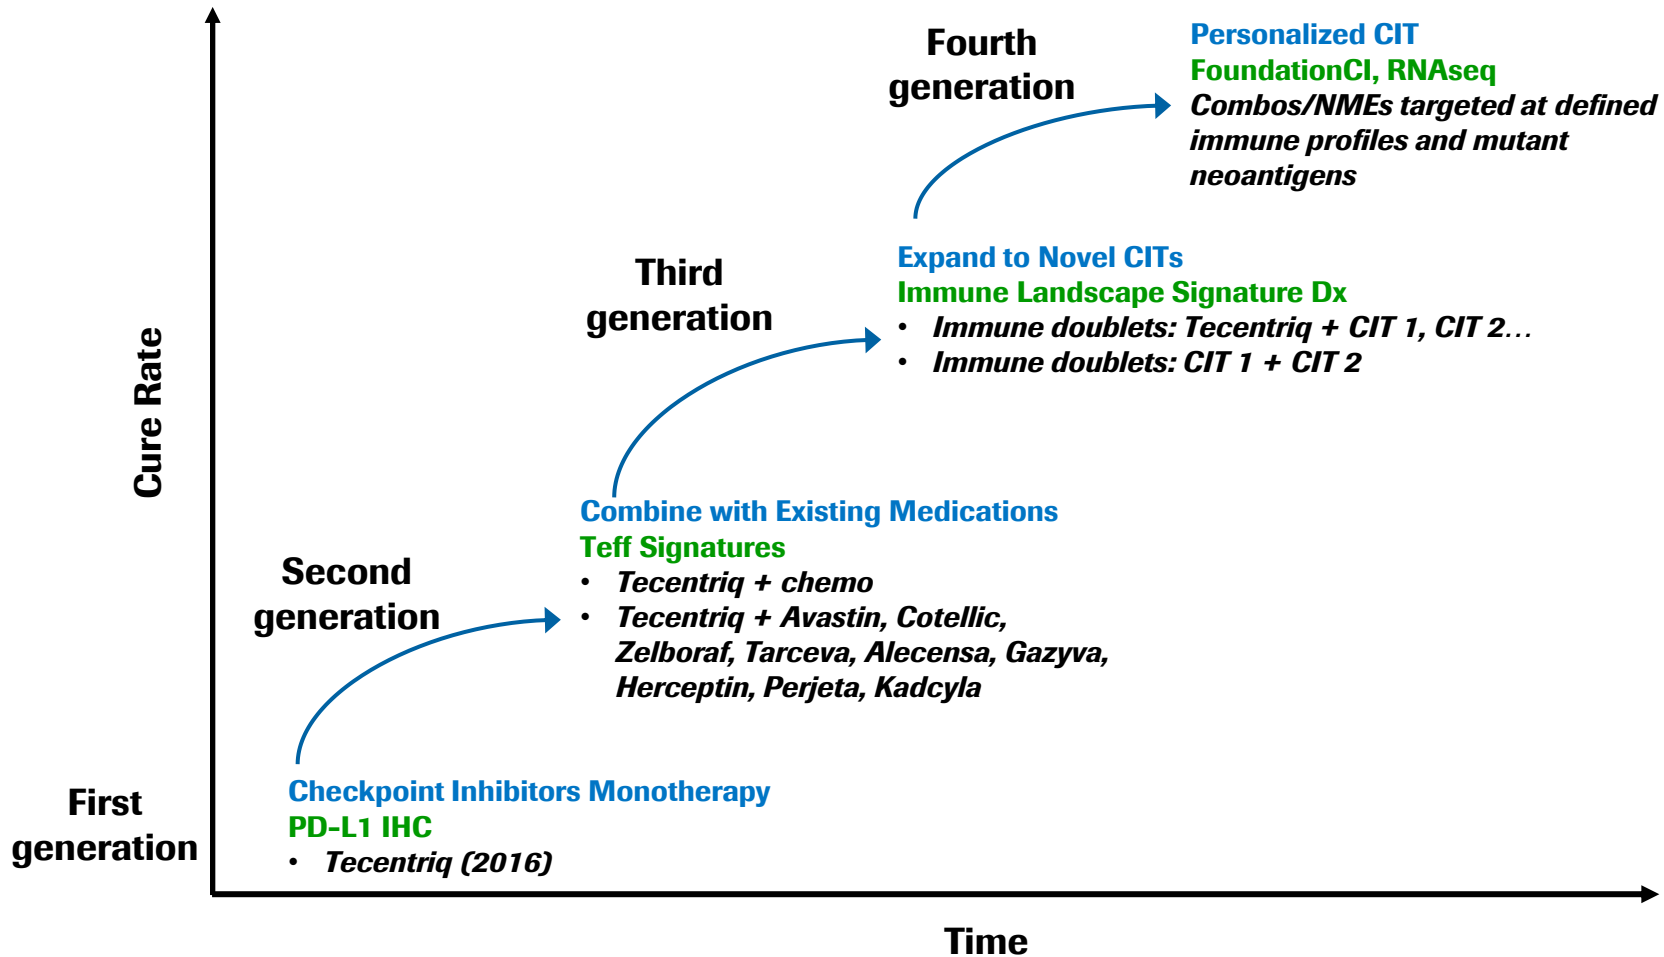 Fourth
generation
Personalized CIT
FoundationCI, RNAseq
Combos/NMEs targeted at defined
immune profiles and mutant
neoantigens
Third
generation
Expand to Novel CITs
Immune Landscape Signature Dx
• Immune doublets: Tecentriq + CIT 1, CIT 2…
• Immune doublets: CIT 1 + CIT 2
Cure Rate
Second
generation
Combine with Existing Medications
Teff Signatures
• Tecentriq + chemo
• Tecentriq + Avastin, Cotellic,
Zelboraf, Tarceva, Alecensa, Gazyva,
Herceptin, Perjeta, Kadcyla
First
generation
Checkpoint Inhibitors Monotherapy
PD-L1 IHC
• Tecentriq (2016)
Time